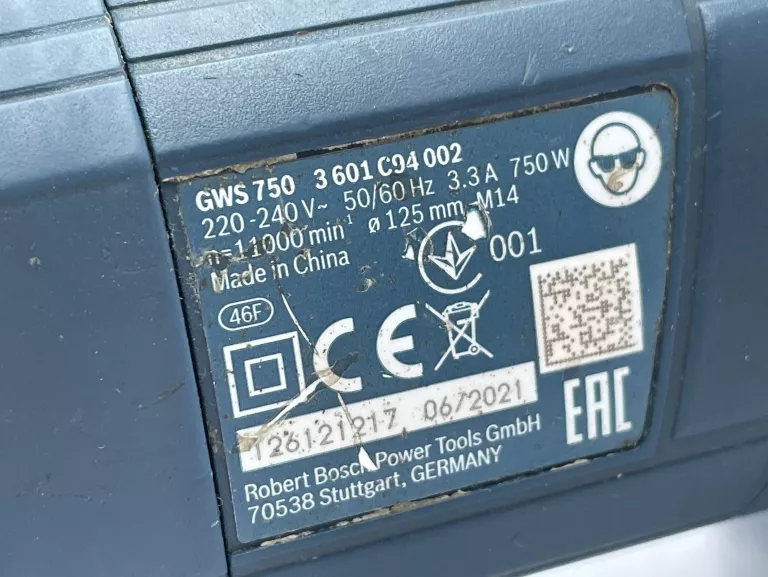 GWS 750 3 601 C94 002
220-240V~ 50/60 Hz 3.3 A 750 W
n=11000 min⁻¹ ø 125 mm M14
Made in China
001
46F
CE
126121217 06/2021
EAC
Robert Bosch Power Tools GmbH
70538 Stuttgart, GERMANY